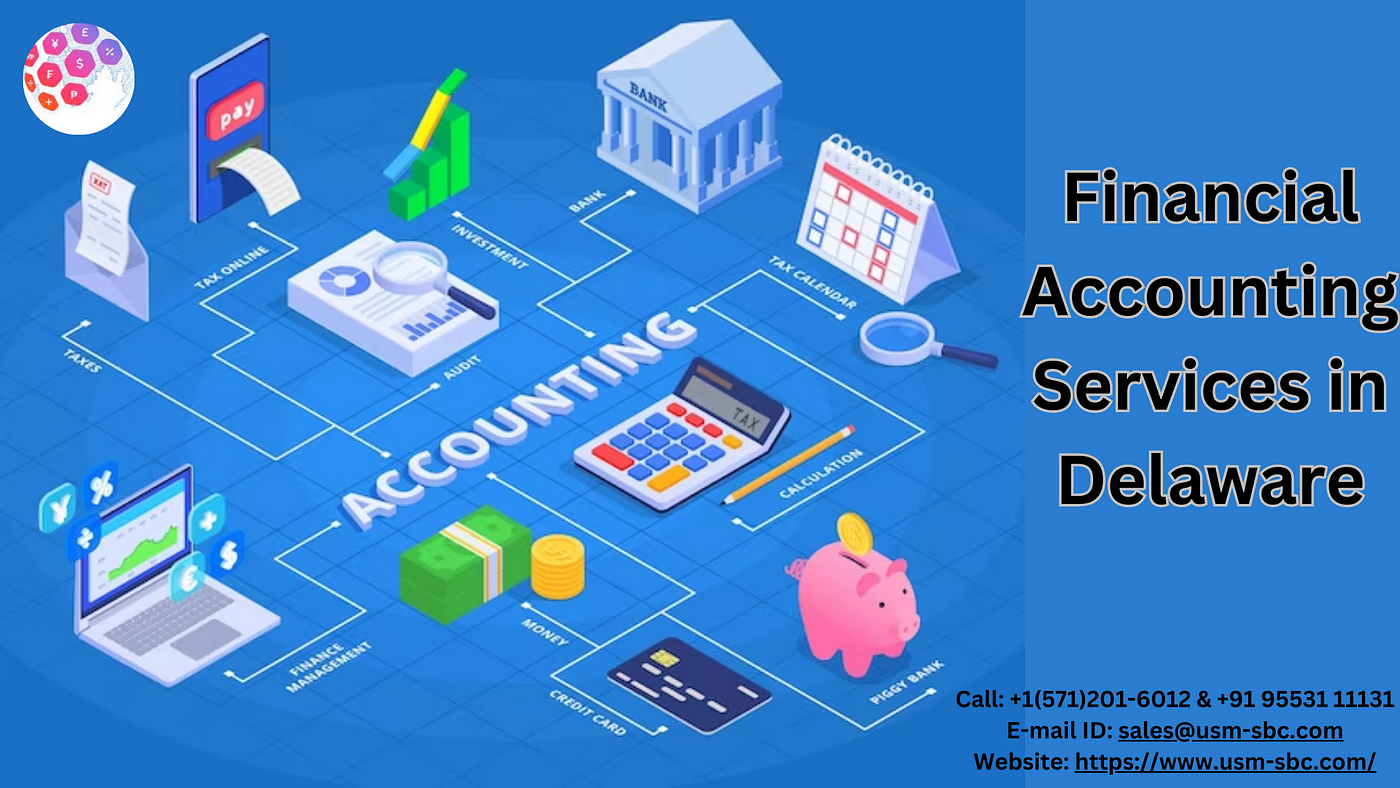 pay
BANK
TAX
TAX ONLINE
INVESTMENT
BANK
TAX CALENDAR
TAXES
AUDIT
ACCOUNTING
TAX
CALCULATION
FINANCE
MANAGEMENT
MONEY
CREDIT CARD
PIGGY BANK
Financial
Accounting
Services in
Delaware
Call: +1(571)201-6012 & +91 95531 11131
E-mail ID: sales@usm-sbc.com
Website: https://www.usm-sbc.com/